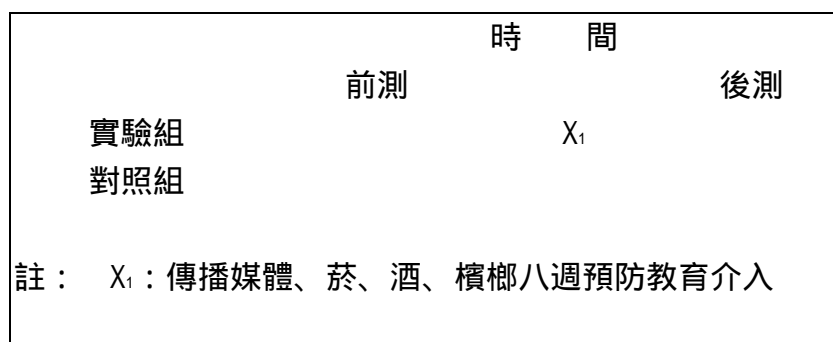 時 間
前測 後測
實驗組 X₁
對照組
註： X₁：傳播媒體、菸、酒、檳榔八週預防教育介入